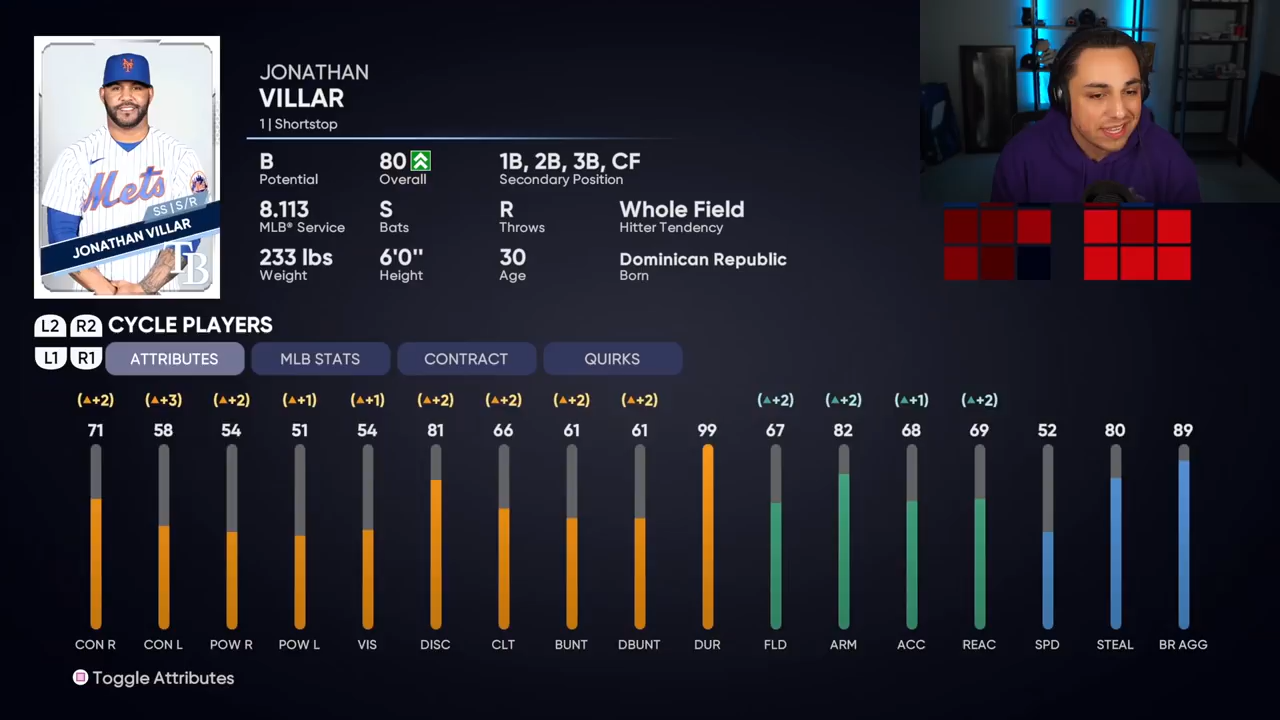 Mets
SS | S/R
JONATHAN VILLAR
TB
JONATHAN
VILLAR
1 | Shortstop
B
Potential
80
Overall
1B, 2B, 3B, CF
Secondary Position
8.113
MLB® Service
S
Bats
R
Throws
Whole Field
Hitter Tendency
233 lbs
Weight
6'0''
Height
30
Age
Dominican Republic
Born
L2 R2 CYCLE PLAYERS
L1 R1 ATTRIBUTES MLB STATS CONTRACT QUIRKS
(▲+2) (▲+3) (▲+2) (▲+1) (▲+1) (▲+2) (▲+2) (▲+2) (▲+2) (▲+2) (▲+2) (▲+1) (▲+2)
71 58 54 51 54 81 66 61 61 99 67 82 68 69 52 80 89
CON R CON L POW R POW L VIS DISC CLT BUNT DBUNT DUR FLD ARM ACC REAC SPD STEAL BR AGG
Toggle Attributes